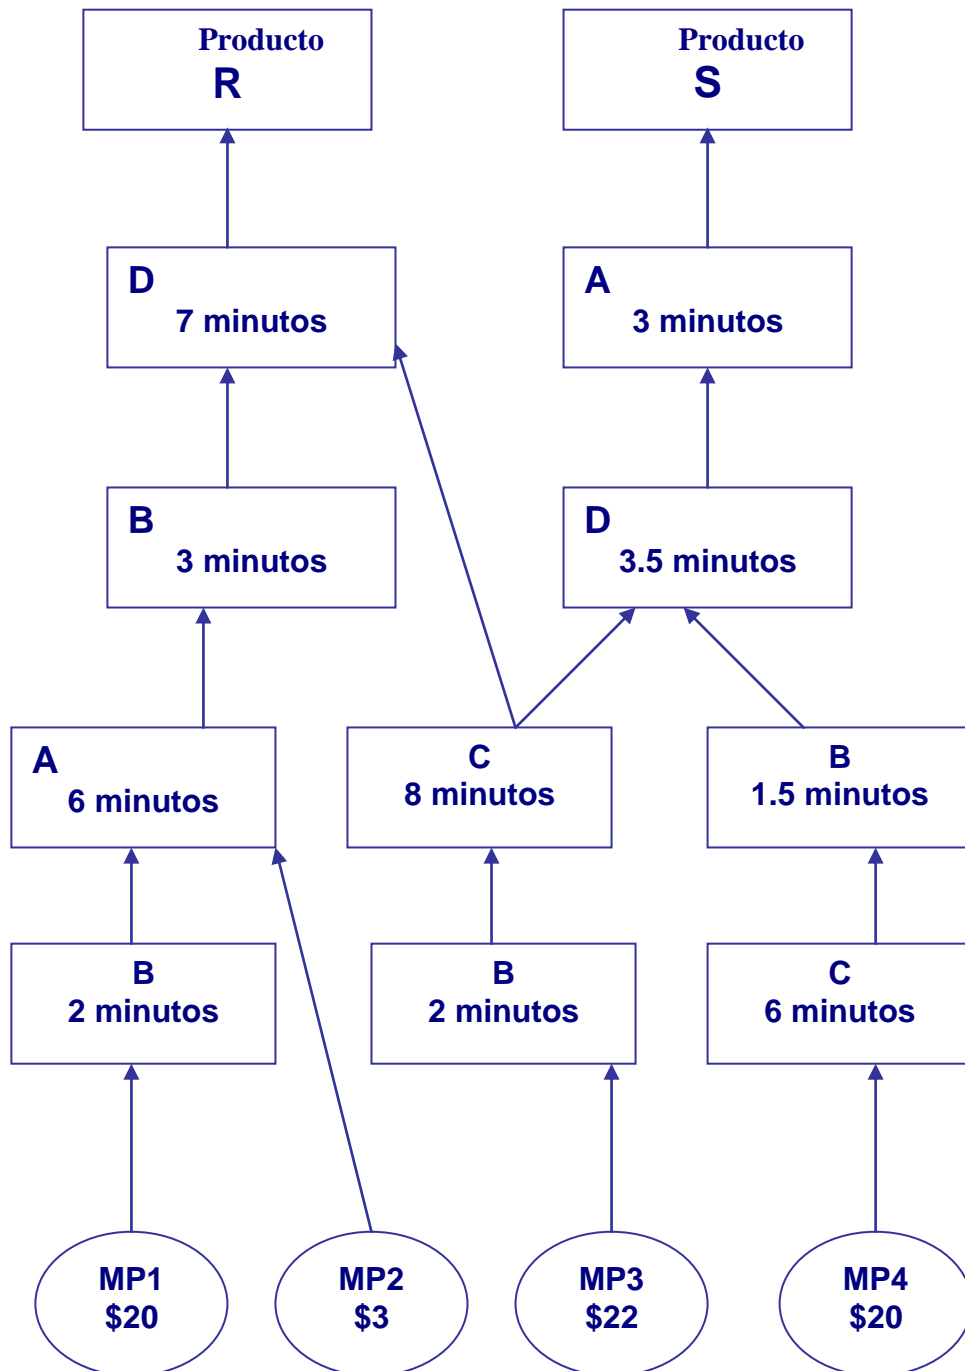 Producto
R
Producto
S
D
7 minutos
A
3 minutos
B
3 minutos
D
3.5 minutos
A
6 minutos
C
8 minutos
B
1.5 minutos
B
2 minutos
B
2 minutos
C
6 minutos
MP1
$20
MP2
$3
MP3
$22
MP4
$20